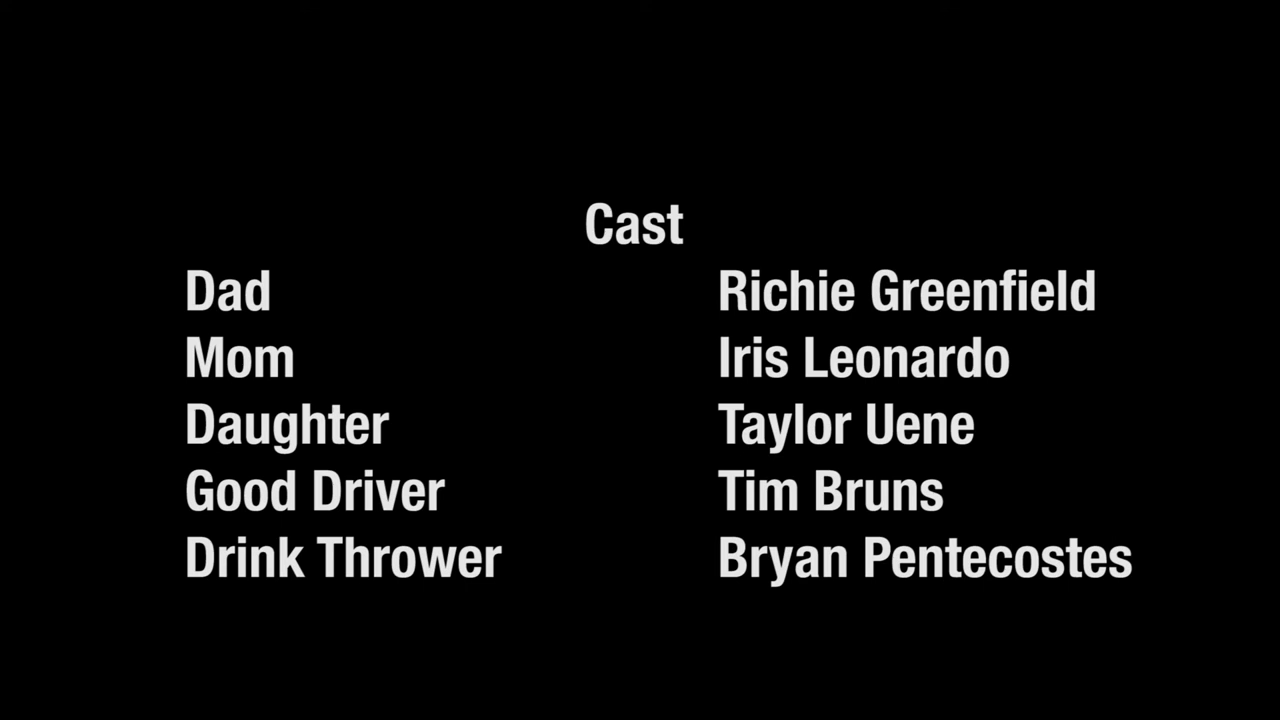 Cast
Dad Richie Greenfield
Mom Iris Leonardo
Daughter Taylor Uene
Good Driver Tim Bruns
Drink Thrower Bryan Pentecostes